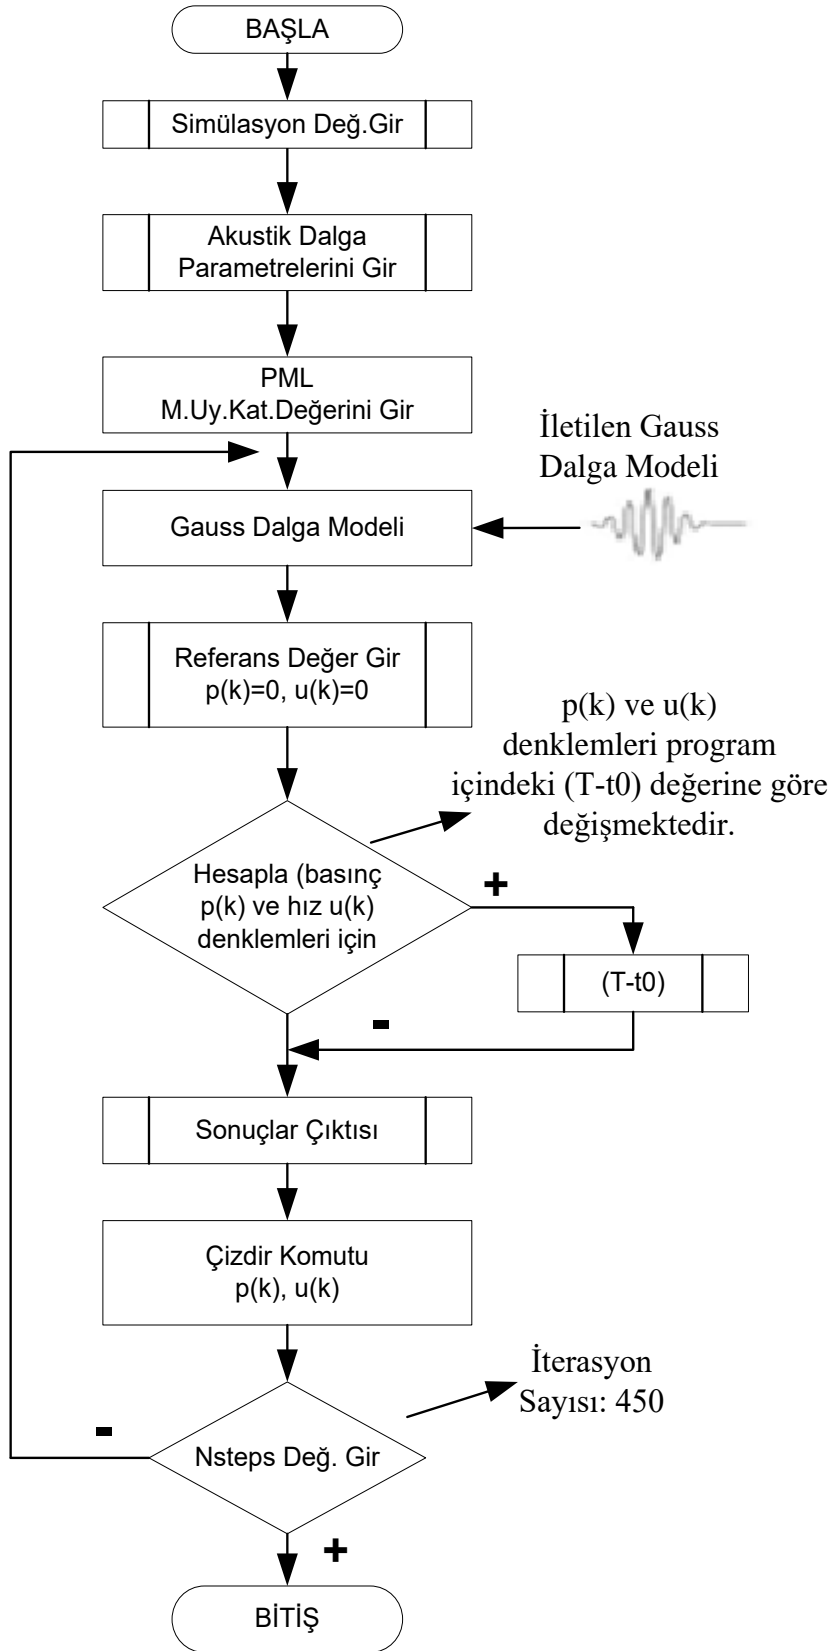 BAŞLA
Simülasyon Değ.Gir
Akustik Dalga
Parametrelerini Gir
PML
M.Uy.Kat.Değerini Gir
İletilen Gauss
Dalga Modeli
Gauss Dalga Modeli
Referans Değer Gir
p(k)=0, u(k)=0
p(k) ve u(k)
denklemleri program
içindeki (T-t0) değerine göre
değişmektedir.
Hesapla (basınç
p(k) ve hız u(k)
denklemleri için
+
(T-t0)
-
Sonuçlar Çıktısı
Çizdir Komutu
p(k), u(k)
İterasyon
Sayısı: 450
-
Nsteps Değ. Gir
+
BİTİŞ